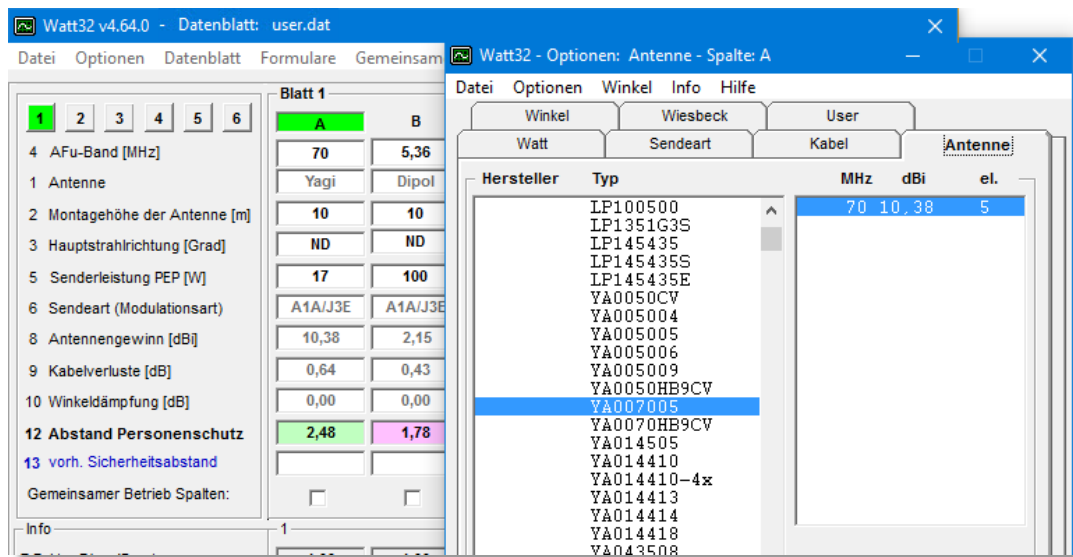 Watt32 v4.64.0 - Datenblatt: user.dat
Datei Optionen Datenblatt Formulare Gemeinsam
Blatt 1
1 2 3 4 5 6 A B
4 AFu-Band [MHz] 70 5,36
1 Antenne Yagi Dipol
2 Montagehöhe der Antenne [m] 10 10
3 Hauptstrahlrichtung [Grad] ND ND
5 Senderleistung PEP [W] 17 100
6 Sendeart (Modulationsart) A1A/J3E A1A/J3E
8 Antennengewinn [dBi] 10,38 2,15
9 Kabelverluste [dB] 0,64 0,43
10 Winkeldämpfung [dB] 0,00 0,00
12 Abstand Personenschutz 2,48 1,78
13 vorh. Sicherheitsabstand
Gemeinsamer Betrieb Spalten:
Info 1
Watt32 - Optionen: Antenne - Spalte: A
Datei Optionen Winkel Info Hilfe
Winkel Wiesbeck User
Watt Sendeart Kabel Antenne
Hersteller Typ MHz dBi el.
LP100500 70 10,38 5
LP1351G3S
LP145435
LP145435S
LP145435E
YA0050CV
YA005004
YA005005
YA005006
YA005009
YA0050HB9CV
YA007005
YA0070HB9CV
YA014505
YA014410
YA014410-4x
YA014413
YA014414
YA014418
YA043508